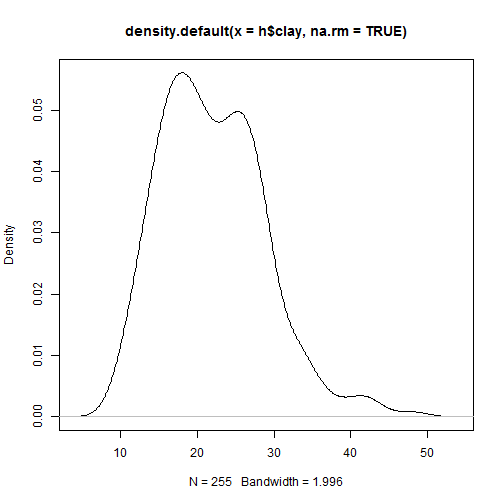 density.default(x = h$clay, na.rm = TRUE)
Density
0.05
0.04
0.03
0.02
0.01
0.00
10 20 30 40 50
N = 255 Bandwidth = 1.996